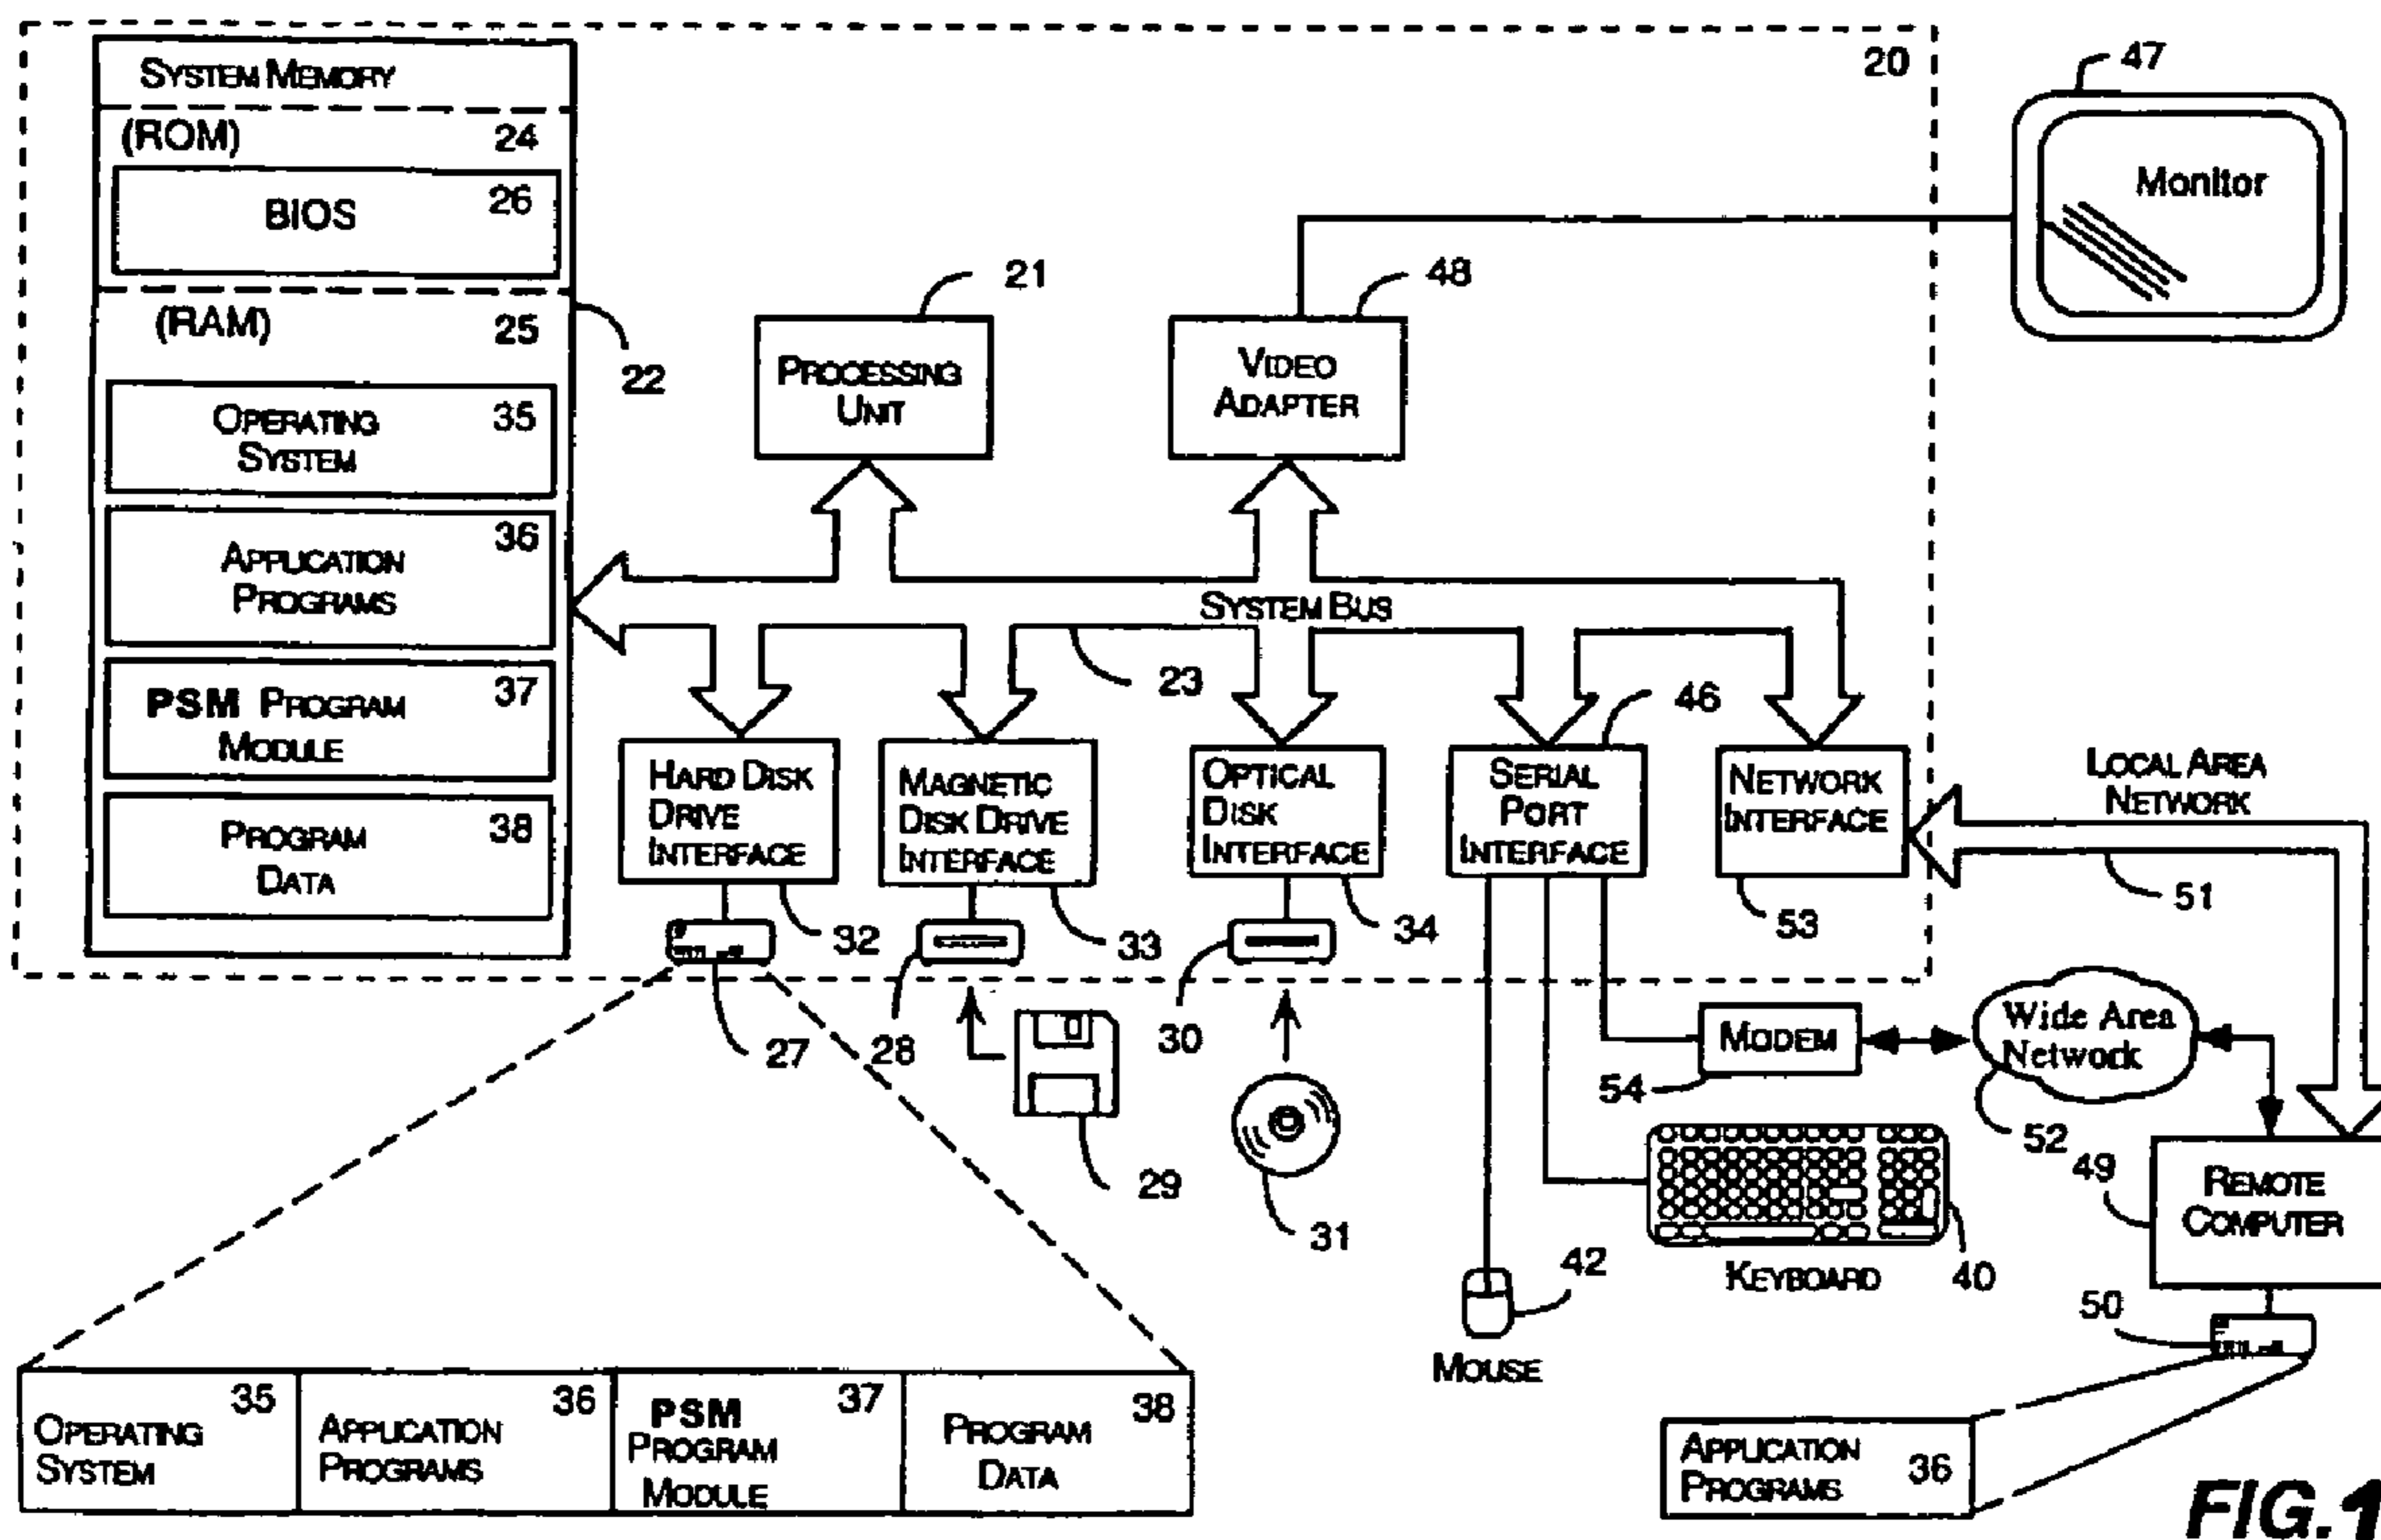 SYSTEM MEMORY
(ROM) 24
BIOS 26
(RAM) 25
22
OPERATING 35
SYSTEM
APPLICATION 36
PROGRAMS
PSM PROGRAM 37
MODULE
PROGRAM 38
DATA
20
47
Monitor
21
PROCESSING
UNIT
48
VIDEO
ADAPTER
SYSTEM BUS
23
HARD DISK
DRIVE
INTERFACE
32
27
MAGNETIC
DISK DRIVE
INTERFACE
33
28
29
OPTICAL
DISK
INTERFACE
34
30
31
46
SERIAL
PORT
INTERFACE
NETWORK
INTERFACE
53
LOCAL AREA
NETWORK
51
MODEM
54
Wide Area
Network
52
49
REMOTE
COMPUTER
50
KEYBOARD
40
42
MOUSE
OPERATING 35
SYSTEM
APPLICATION 36
PROGRAMS
PSM 37
PROGRAM
MODULE
PROGRAM 38
DATA
APPLICATION
PROGRAMS 36
FIG.1